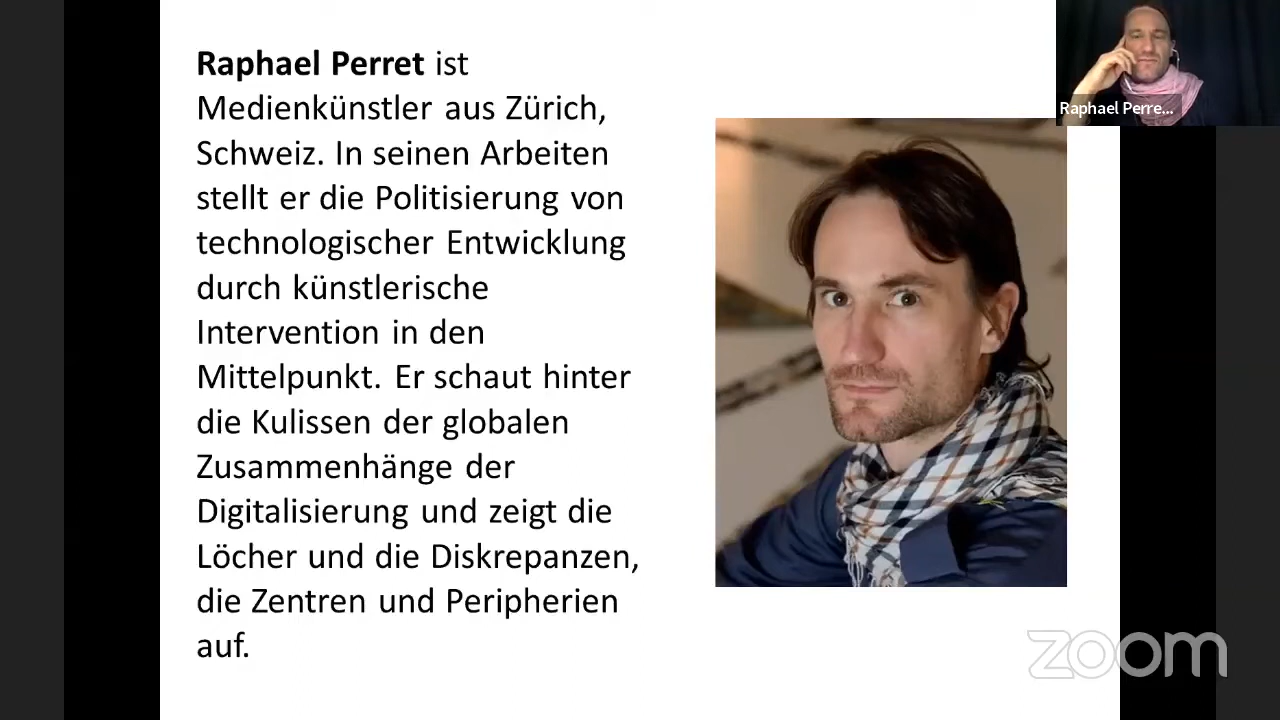 Raphael Perret ist
Medienkünstler aus Zürich,
Schweiz. In seinen Arbeiten
stellt er die Politisierung von
technologischer Entwicklung
durch künstlerische
Intervention in den
Mittelpunkt. Er schaut hinter
die Kulissen der globalen
Zusammenhänge der
Digitalisierung und zeigt die
Löcher und die Diskrepanzen,
die Zentren und Peripherien
auf.
Raphael Perre...
zoom